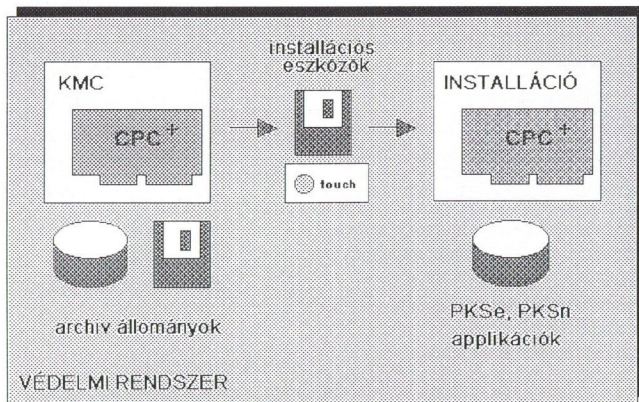 installációs
eszközök
KMC
INSTALLÁCIÓ
CPC +
CPC +
touch
archiv állományok
PKSe, PKSn
applikációk
VÉDELMI RENDSZER